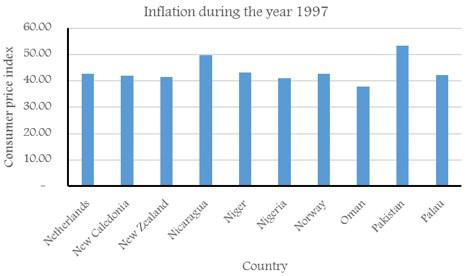 Inflation during the year 1997
Consumer price index
60.00
50.00
40.00
30.00
20.00
10.00
-
Netherlands
New Caledonia
New Zealand
Nicaragua
Niger
Nigeria
Norway
Oman
Pakistan
Palau
Country